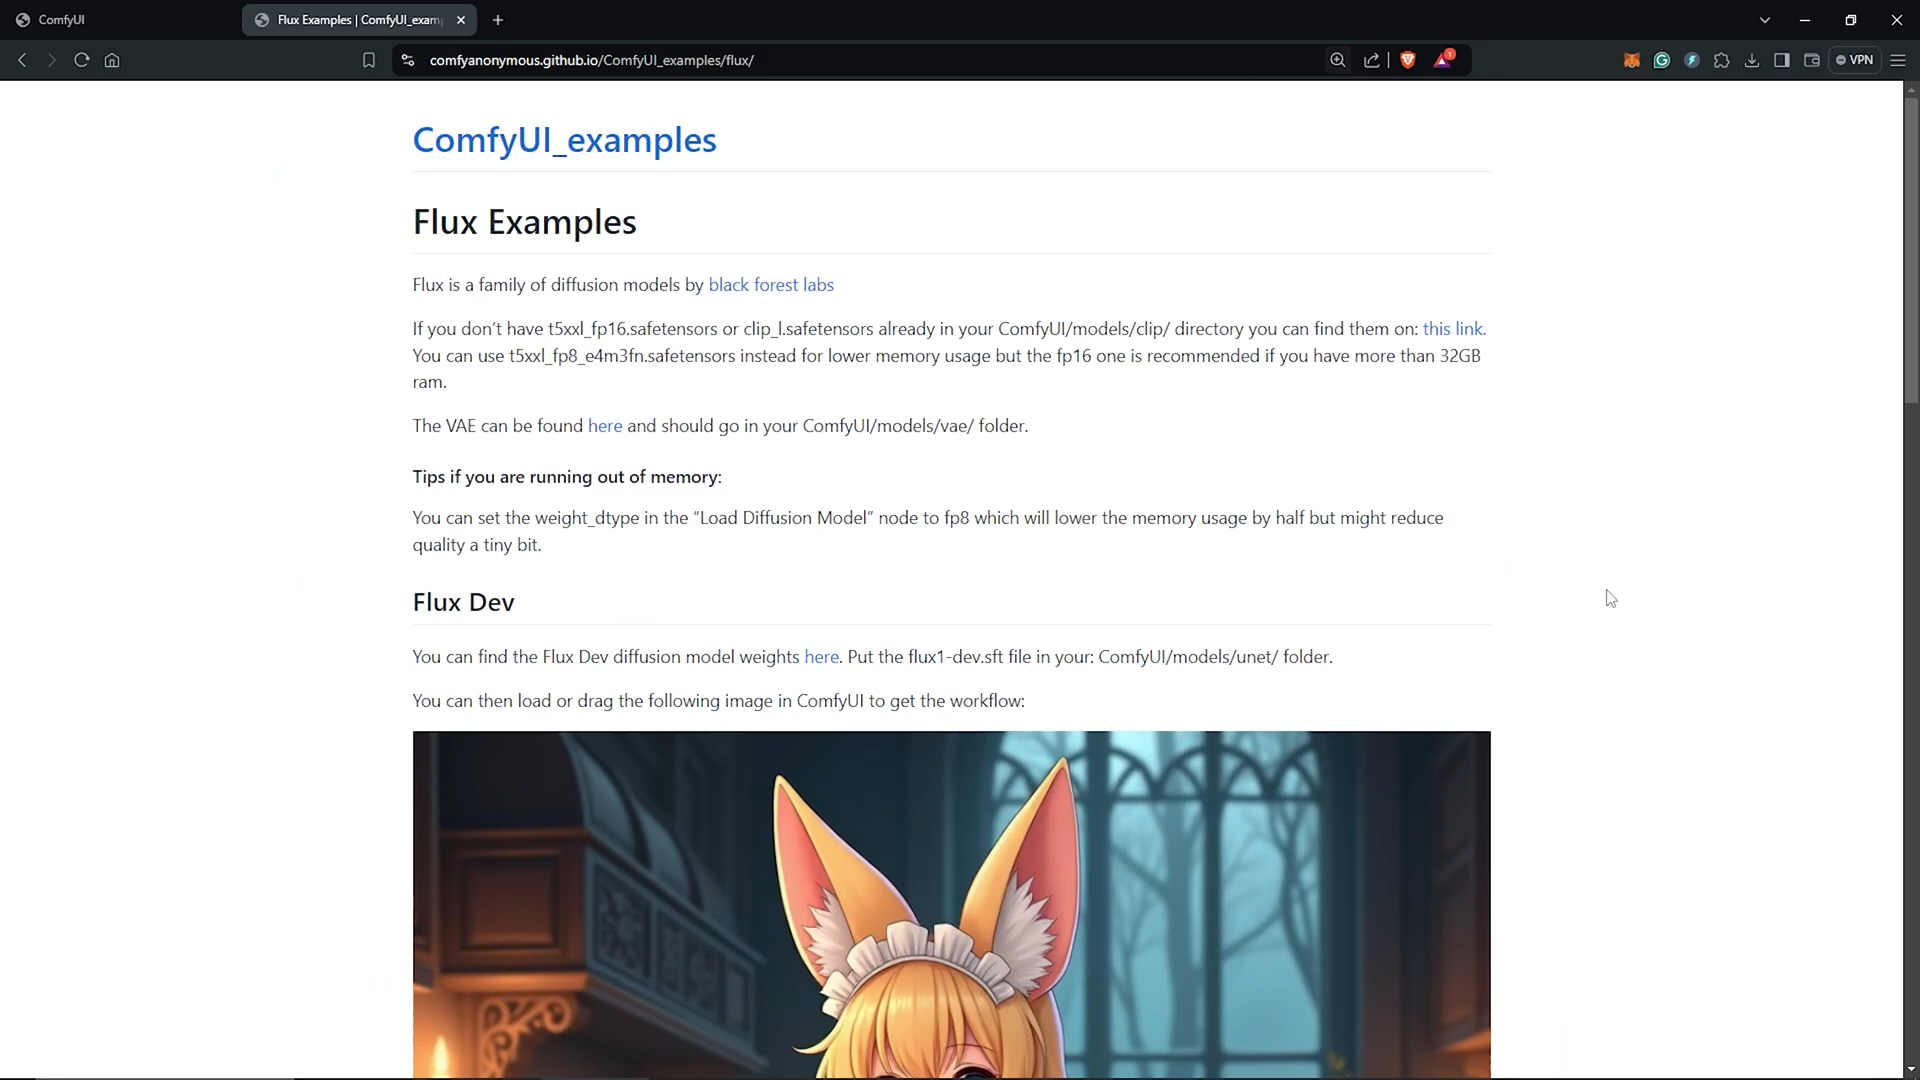 ComfyUI
Flux Examples | ComfyUI_exam
comfyanonymous.github.io/ComfyUI_examples/flux/
1
VPN
ComfyUI_examples
Flux Examples
Flux is a family of diffusion models by black forest labs
If you don't have t5xxl_fp16.safetensors or clip_l.safetensors already in your ComfyUI/models/clip/ directory you can find them on: this link.
You can use t5xxl_fp8_e4m3fn.safetensors instead for lower memory usage but the fp16 one is recommended if you have more than 32GB
ram.
The VAE can be found here and should go in your ComfyUI/models/vae/ folder.
Tips if you are running out of memory:
You can set the weight_dtype in the “Load Diffusion Model” node to fp8 which will lower the memory usage by half but might reduce
quality a tiny bit.
Flux Dev
You can find the Flux Dev diffusion model weights here. Put the flux1-dev.sft file in your: ComfyUI/models/unet/ folder.
You can then load or drag the following image in ComfyUI to get the workflow: